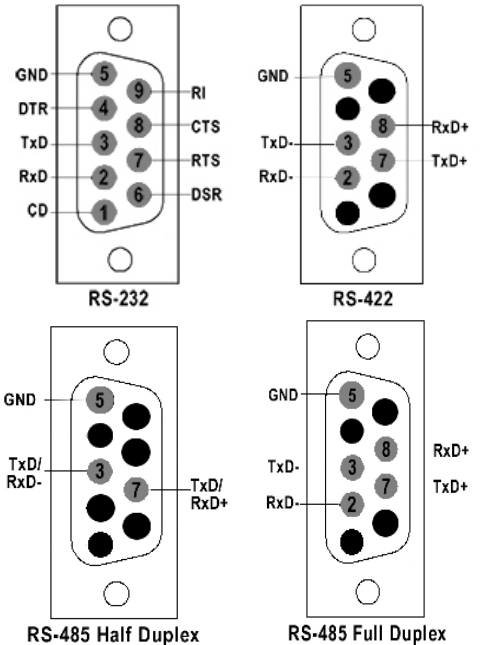 GND 5
9 RI
DTR 4
8 CTS
TxD 3
7 RTS
RxD 2
6 DSR
CD 1
RS-232
GND 5
8 RxD+
TxD- 3
7 TxD+
RxD- 2
RS-422
GND 5
TxD/
RxD- 3
7 TxD/
RxD+
RS-485 Half Duplex
GND 5
8 RxD+
TxD- 3
7 TxD+
RxD- 2
RS-485 Full Duplex